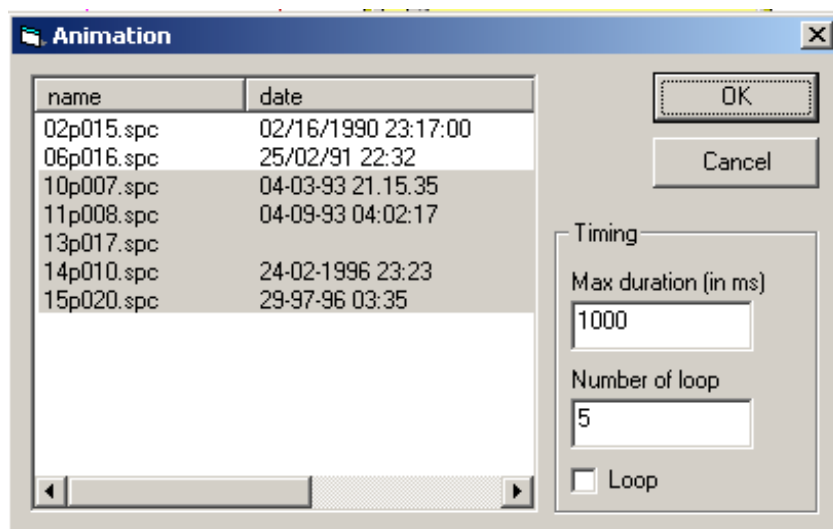 Animation
name date
02p015.spc 02/16/1990 23:17:00
06p016.spc 25/02/91 22:32
10p007.spc 04-03-93 21.15.35
11p008.spc 04-09-93 04:02:17
13p017.spc
14p010.spc 24-02-1996 23:23
15p020.spc 29-97-96 03:35
OK
Cancel
Timing
Max duration (in ms)
1000
Number of loop
5
Loop